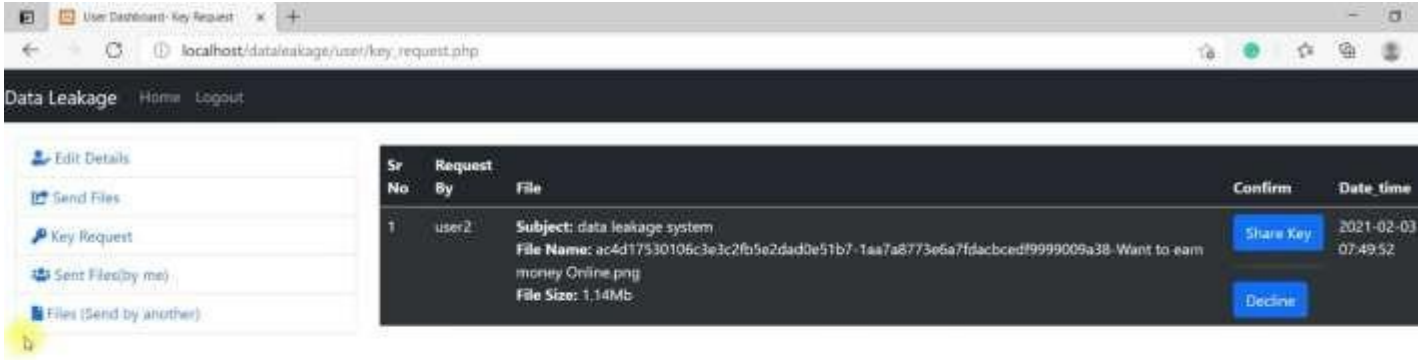 User Dashboard- Key Request
localhost/dataleakage/user/key_request.php
Data Leakage Home Logout
Edit Details
Send Files
Key Request
Sent Files(by me)
Files (Send by another)
Sr No
Request By
File
Confirm
Date_time
1
user2
Subject: data leakage system
File Name: ac4d17530106c3e3c2fb5e2dad0e51b7-1aa7a8773e6a7fdacbcedf9999009a38-Want to earn
money Online.png
File Size: 1.14Mb
Share Key
Decline
2021-02-03
07:49:52